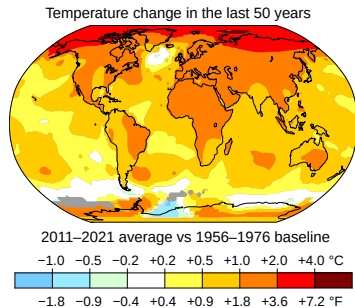 Temperature change in the last 50 years
2011–2021 average vs 1956–1976 baseline
−1.0 −0.5 −0.2 +0.2 +0.5 +1.0 +2.0 +4.0 °C
−1.8 −0.9 −0.4 +0.4 +0.9 +1.8 +3.6 +7.2 °F